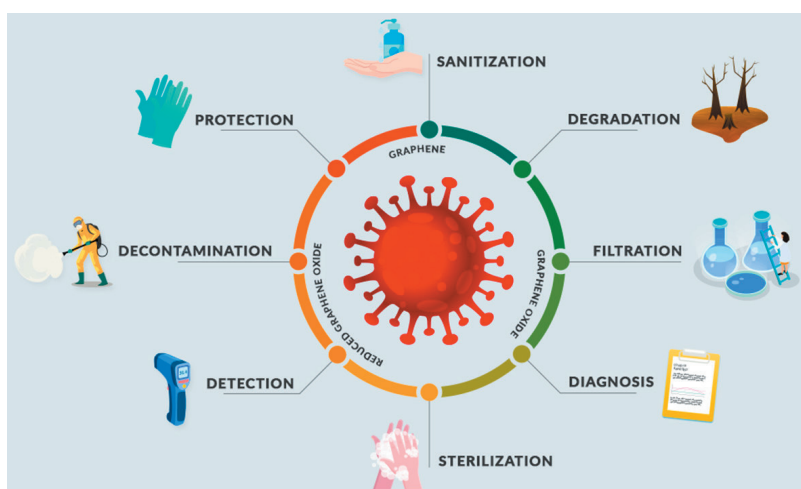 SANITIZATION
PROTECTION
DEGRADATION
GRAPHENE
DECONTAMINATION
FILTRATION
REDUCED GRAPHENE OXIDE
GRAPHENE OXIDE
DETECTION
DIAGNOSIS
STERILIZATION